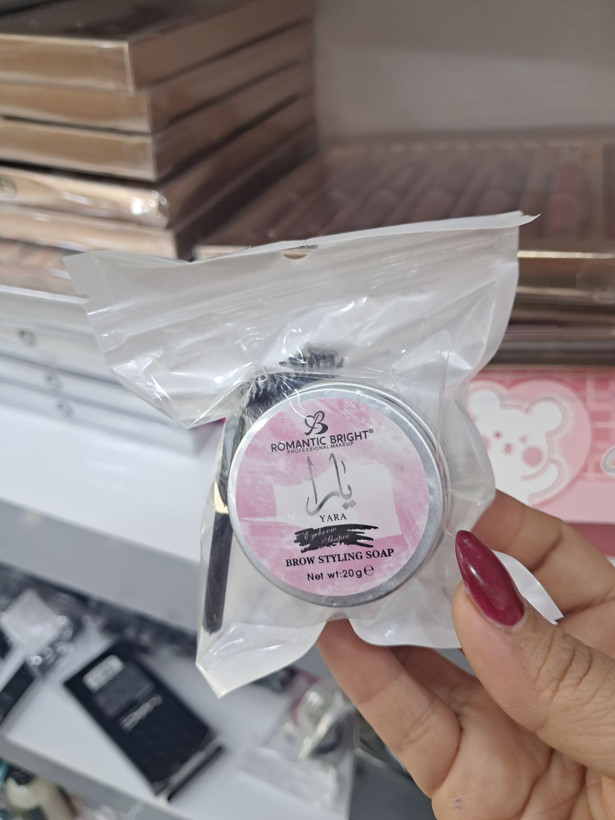 ROMANTIC BRIGHT®
PROFESSIONAL MAKEUP
يارا
YARA
Eyebrow
Shaper
BROW STYLING SOAP
Net wt:20g℮